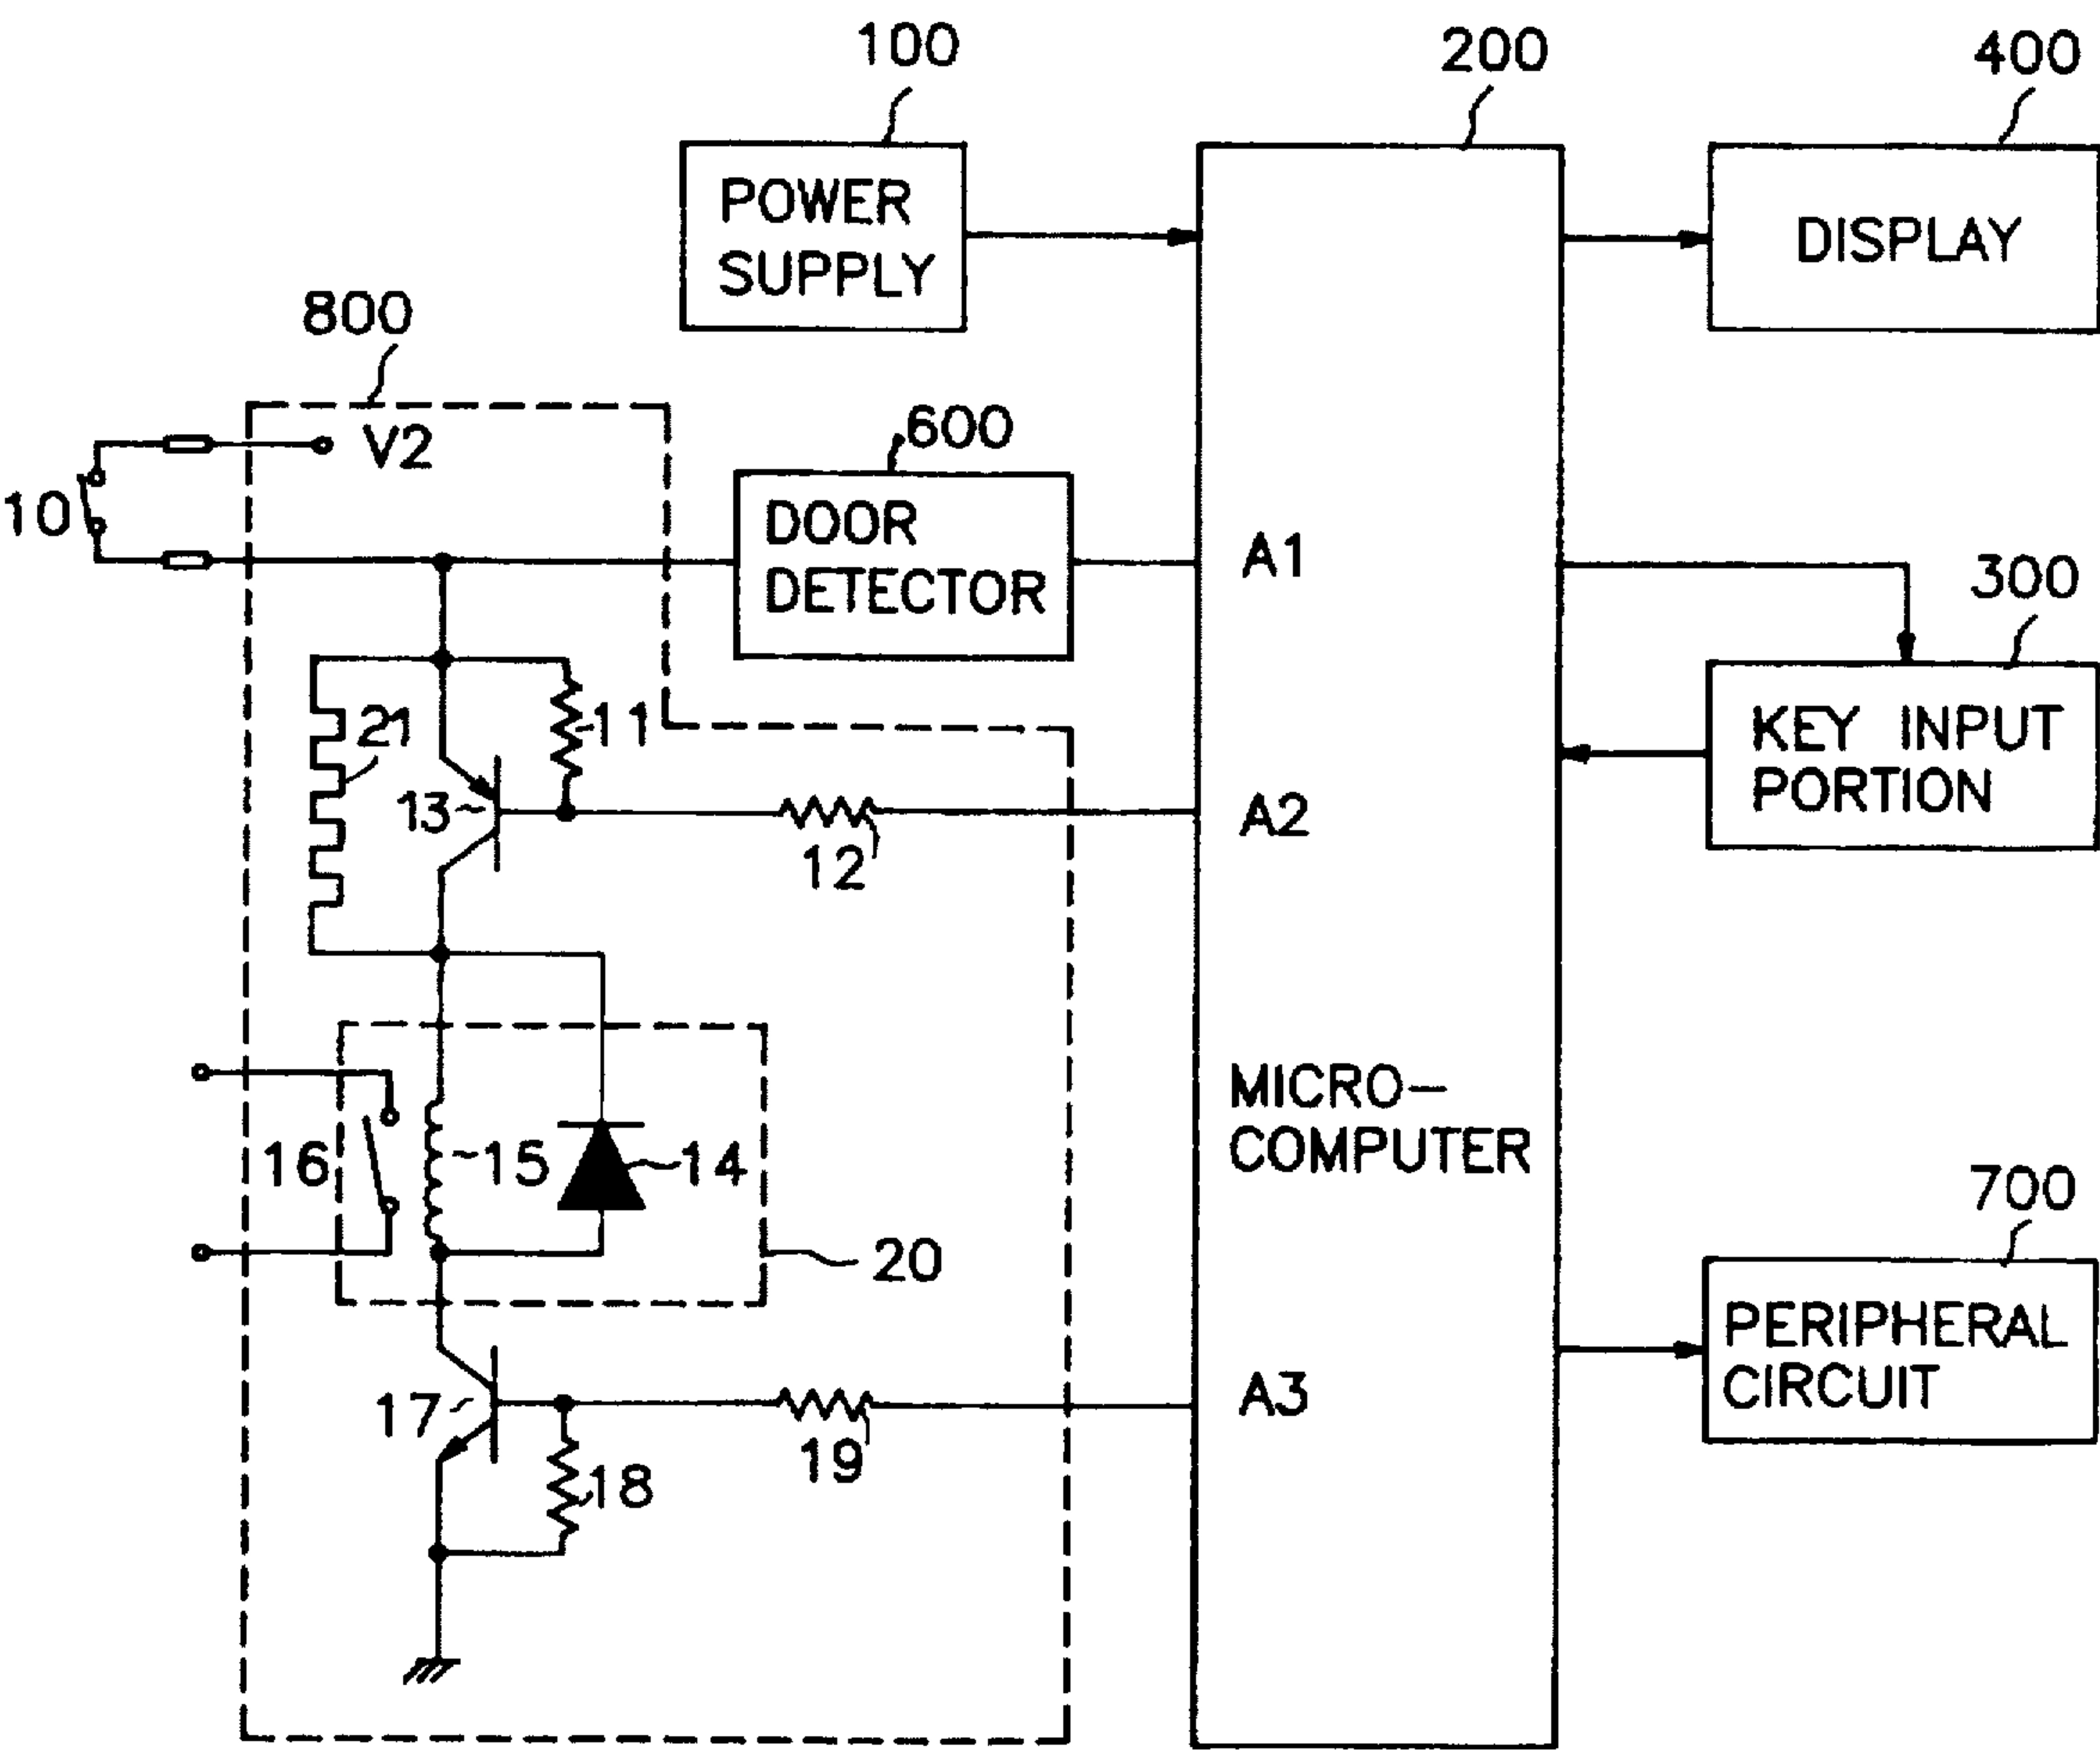 100
200
400
POWER
SUPPLY
DISPLAY
800
V2
600
10
DOOR
DETECTOR
A1
300
21
11
KEY INPUT
PORTION
13
A2
12
MICRO-
COMPUTER
16
15
14
700
20
PERIPHERAL
CIRCUIT
17
A3
19
18